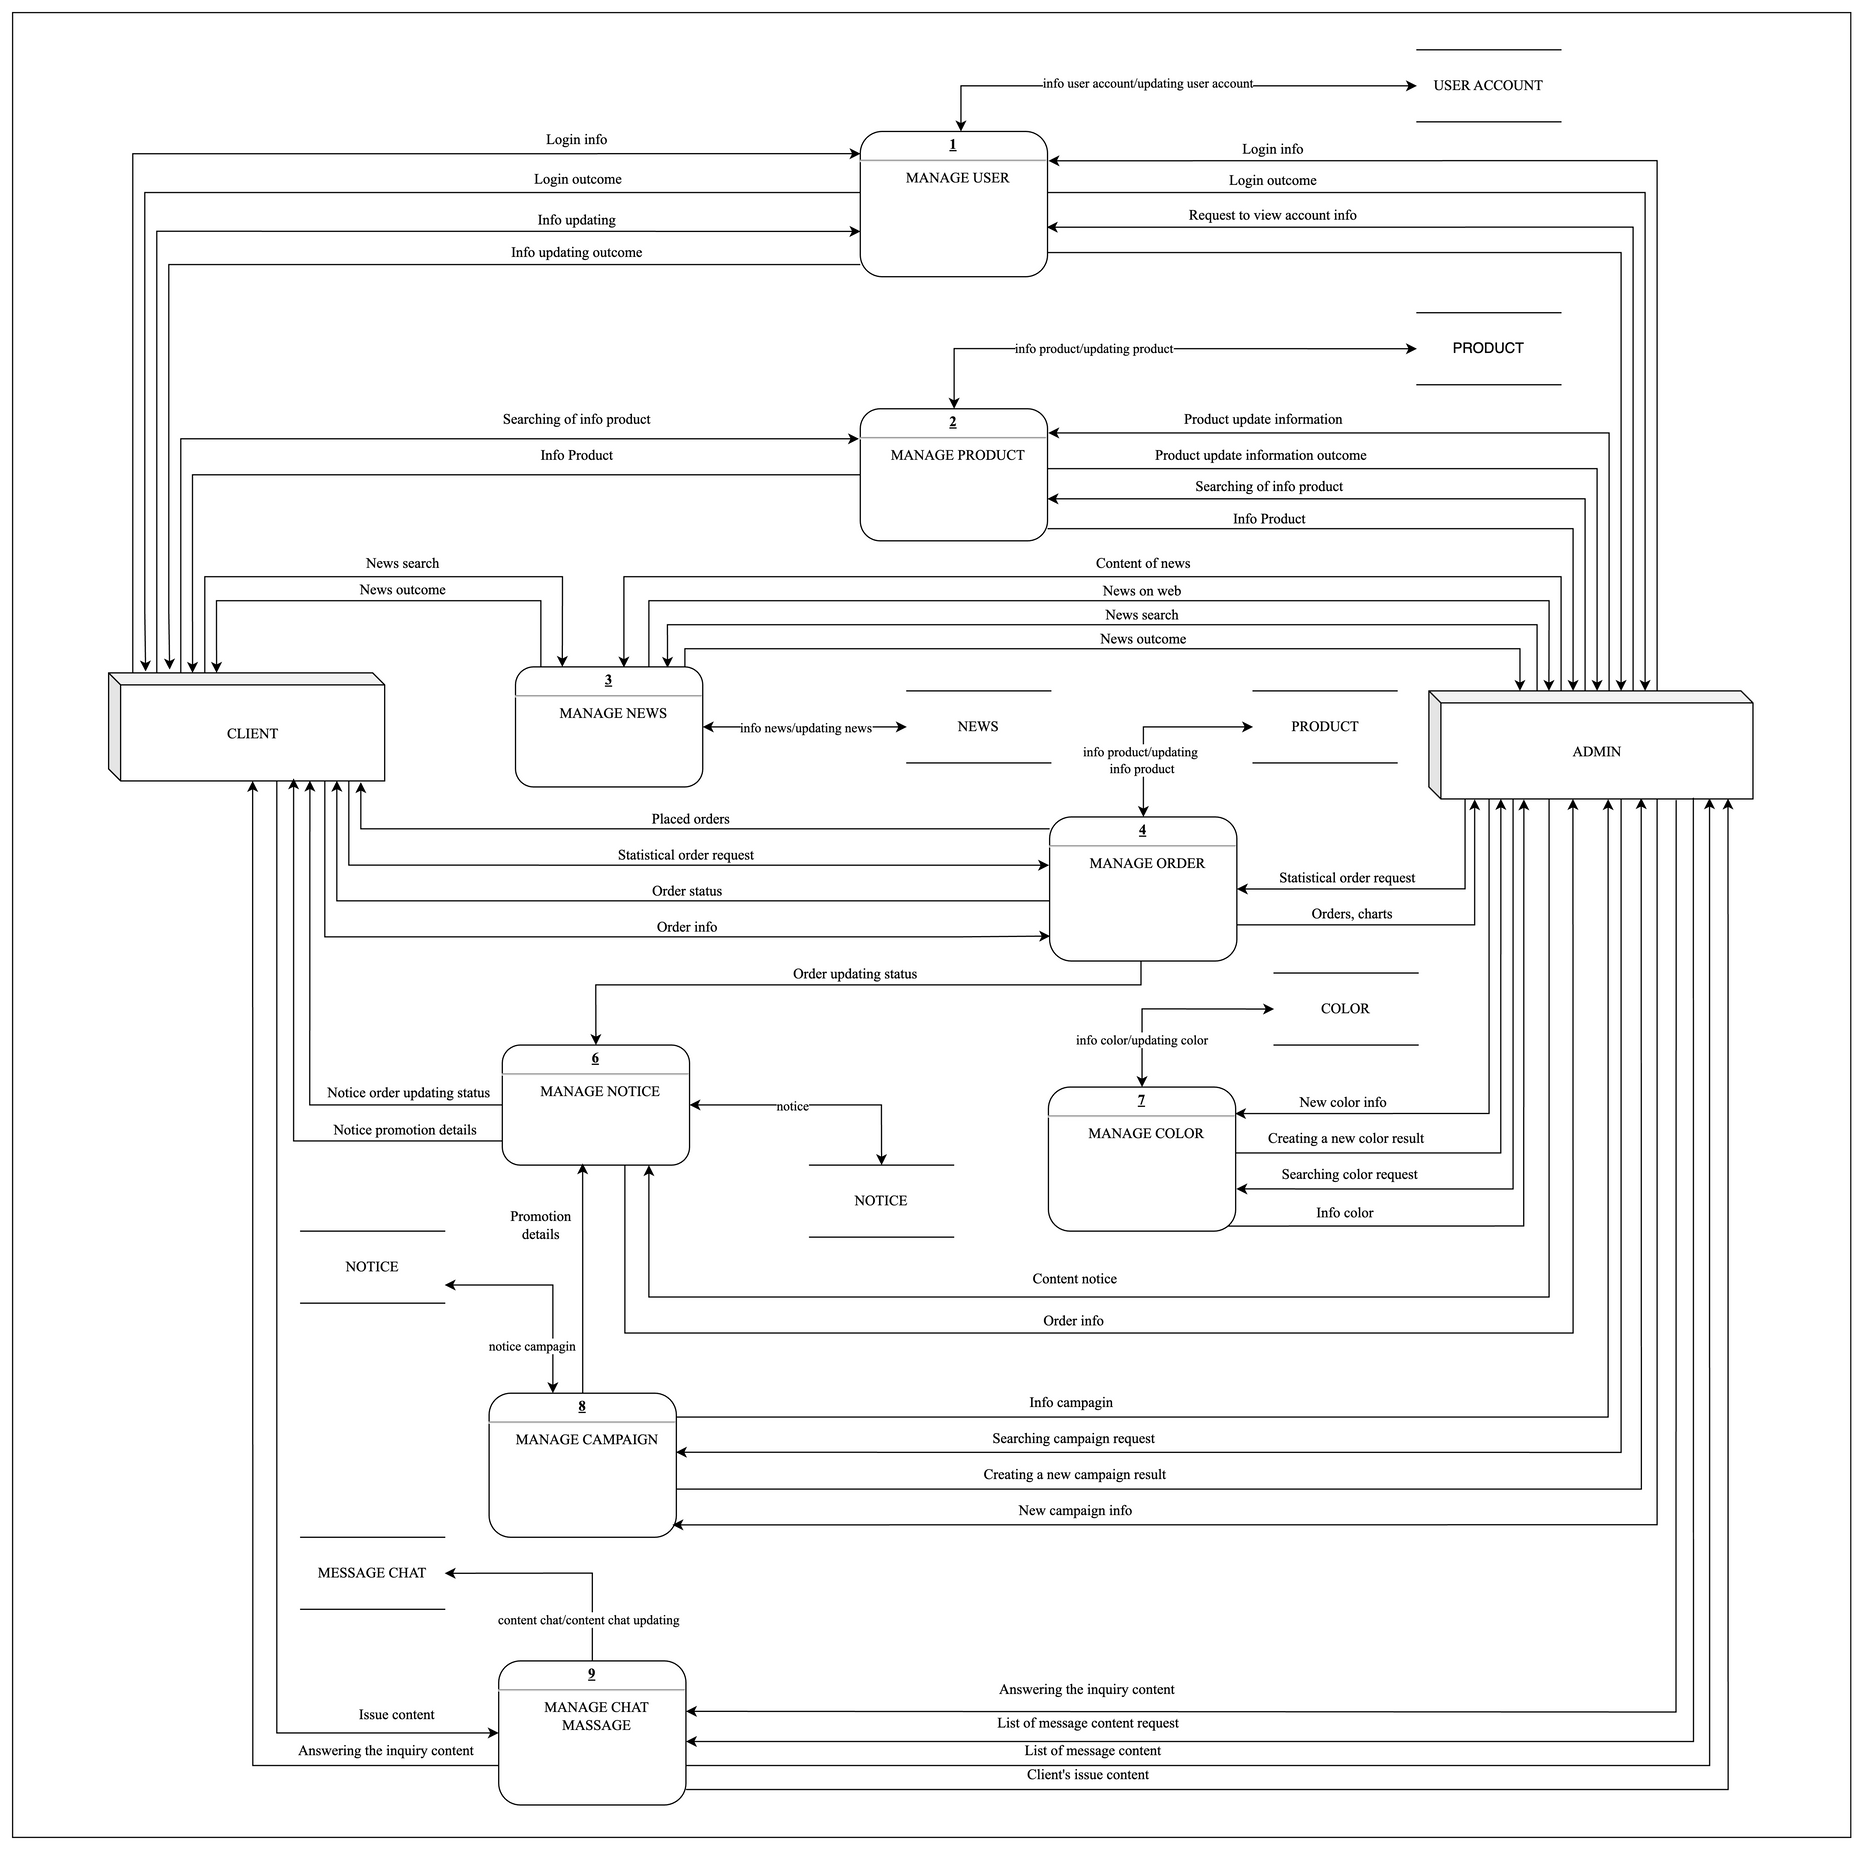 info user account/updating user account
USER ACCOUNT
Login info
1
Login info
MANAGE USER
Login outcome
Login outcome
Info updating
Request to view account info
Info updating outcome
info product/updating product
PRODUCT
Searching of info product
2
Product update information
Info Product
MANAGE PRODUCT
Product update information outcome
Searching of info product
Info Product
News search
Content of news
News outcome
News on web
News search
News outcome
3
MANAGE NEWS
CLIENT
info news/updating news
NEWS
PRODUCT
info product/updating
info product
ADMIN
Placed orders
4
Statistical order request
MANAGE ORDER
Statistical order request
Order status
Orders, charts
Order info
Order updating status
COLOR
info color/updating color
6
MANAGE NOTICE
Notice order updating status
notice
7
New color info
Notice promotion details
MANAGE COLOR
Creating a new color result
Searching color request
NOTICE
Info color
Promotion
details
NOTICE
Content notice
Order info
notice campagin
8
Info campagin
MANAGE CAMPAIGN
Searching campaign request
Creating a new campaign result
New campaign info
MESSAGE CHAT
content chat/content chat updating
9
Answering the inquiry content
MANAGE CHAT
MASSAGE
Issue content
List of message content request
Answering the inquiry content
List of message content
Client's issue content